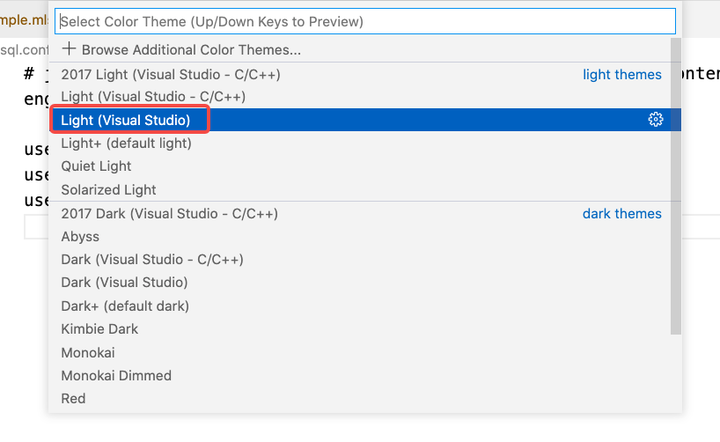 mple.mls
Select Color Theme (Up/Down Keys to Preview)
sql.conf
+ Browse Additional Color Themes...
2017 Light (Visual Studio - C/C++) light themes
Light (Visual Studio - C/C++)
Light (Visual Studio)
Light+ (default light)
Quiet Light
Solarized Light
2017 Dark (Visual Studio - C/C++) dark themes
Abyss
Dark (Visual Studio - C/C++)
Dark (Visual Studio)
Dark+ (default dark)
Kimbie Dark
Monokai
Monokai Dimmed
Red
# j
onten
eng
use
use
use